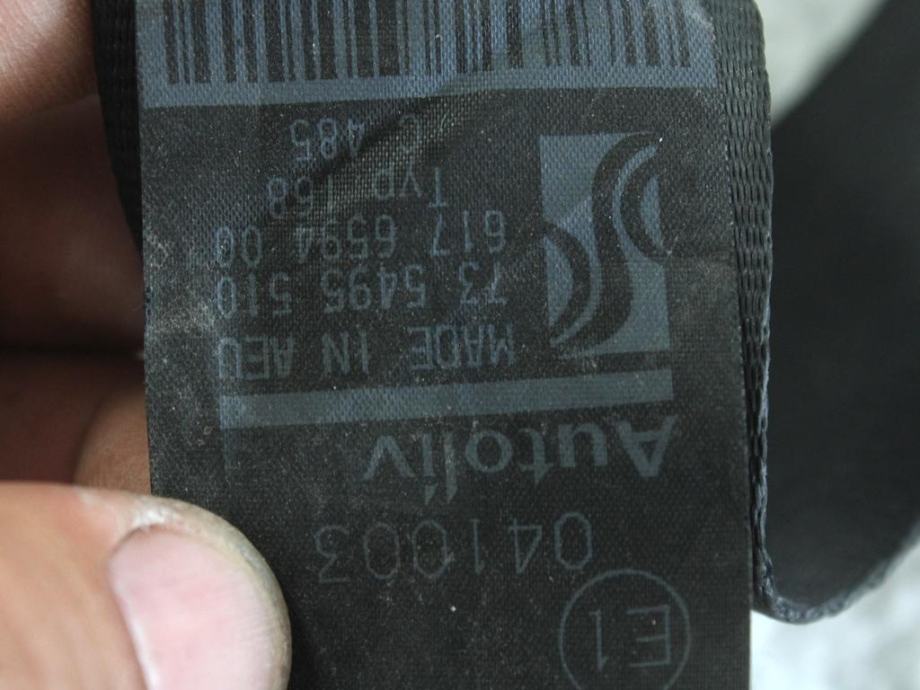 E1
041003
Autoliv
MADE IN AEU
73 5495 510
617 6594 00
Typ 168
C 485